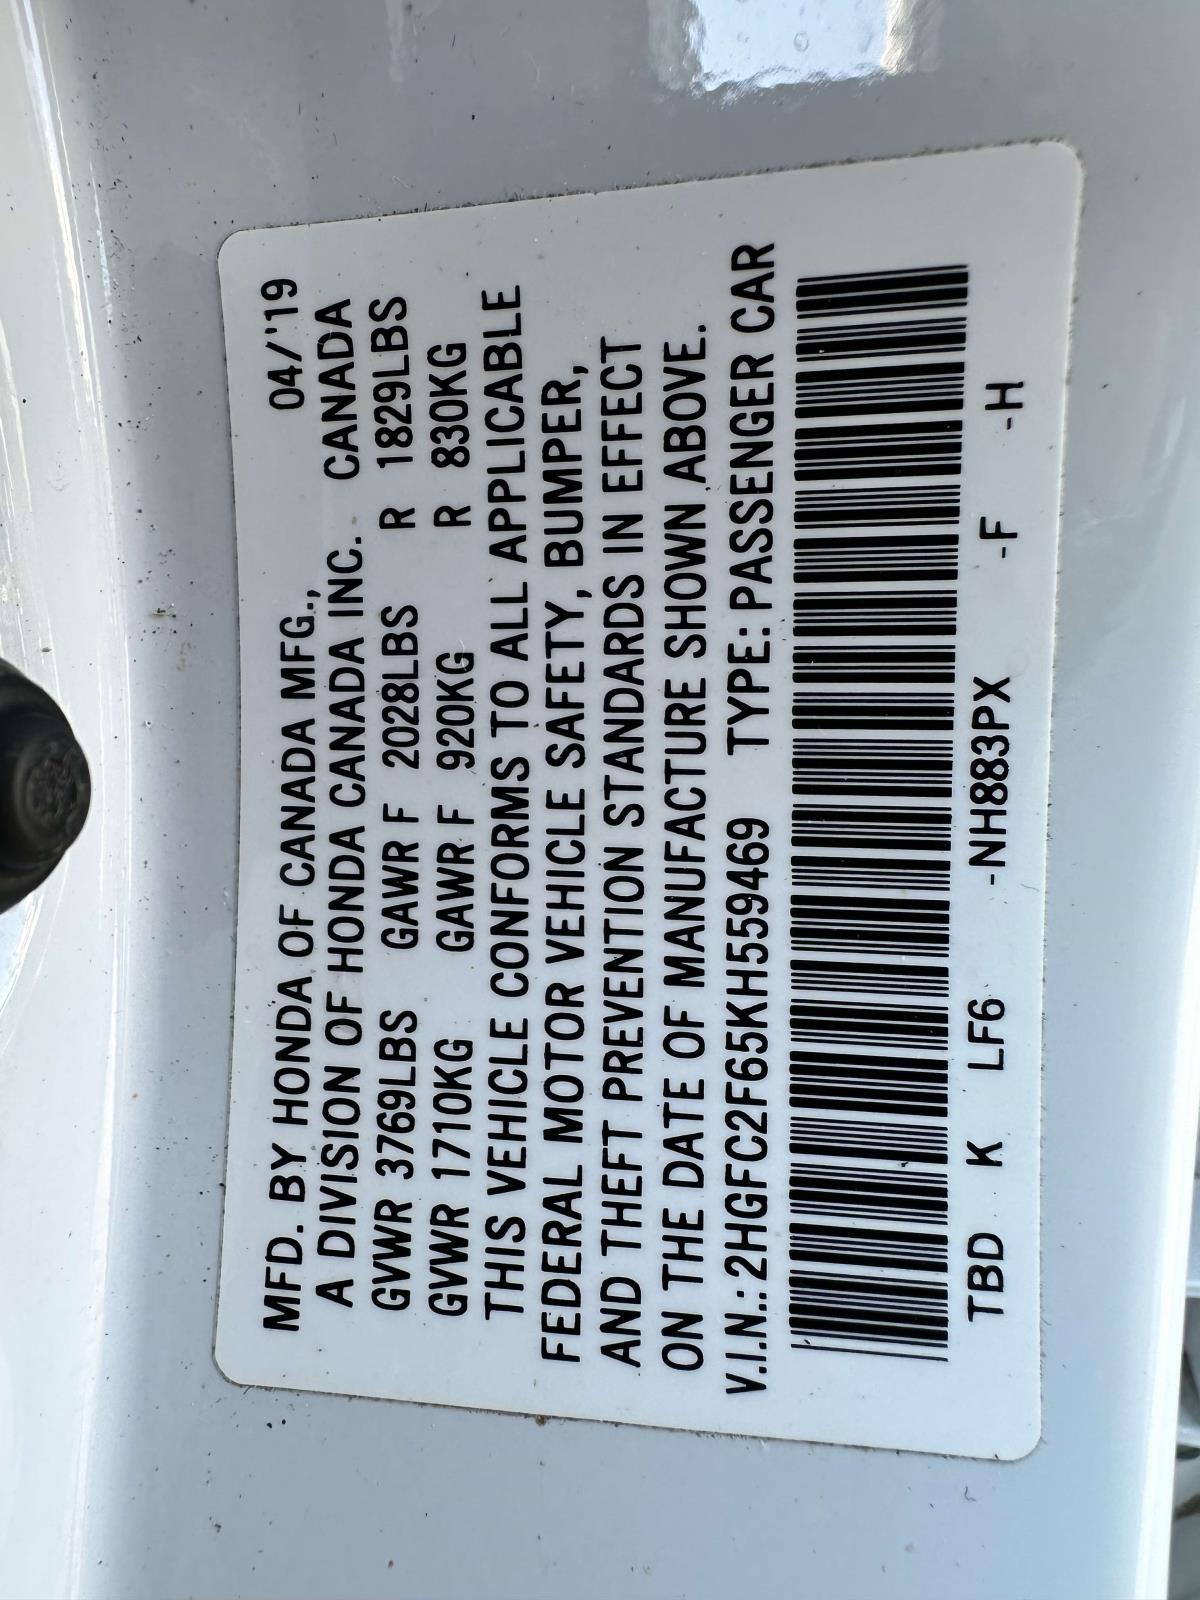 MFD. BY HONDA OF CANADA MFG., 04/'19
A DIVISION OF HONDA CANADA INC. CANADA
GVWR 3769LBS GAWR F 2028LBS R 1829LBS
GVWR 1710KG GAWR F 920KG R 830KG
THIS VEHICLE CONFORMS TO ALL APPLICABLE
FEDERAL MOTOR VEHICLE SAFETY, BUMPER,
AND THEFT PREVENTION STANDARDS IN EFFECT
ON THE DATE OF MANUFACTURE SHOWN ABOVE.
V.I.N.: 2HGFC2F65KH559469 TYPE: PASSENGER CAR
TBD K LF6 -NH883PX -F -H